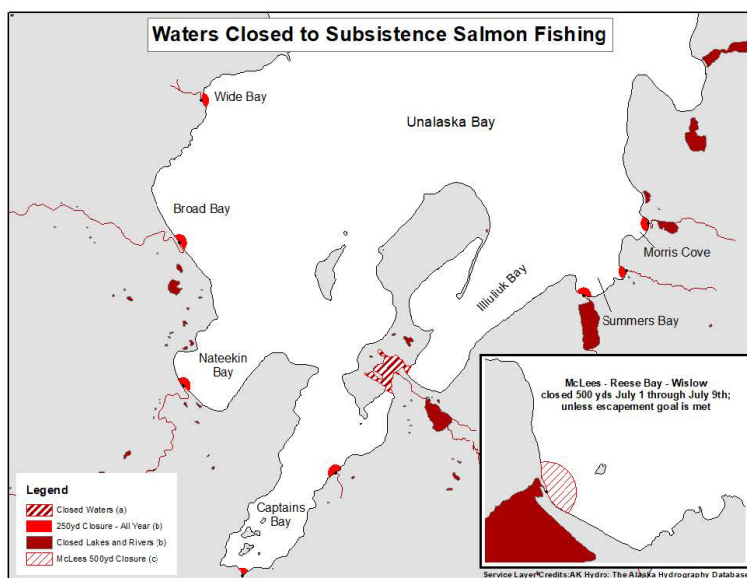 Waters Closed to Subsistence Salmon Fishing
Wide Bay
Unalaska Bay
Broad Bay
Morris Cove
Illiuliuk Bay
Summers Bay
Nateekin
Bay
McLees - Reese Bay - Wislow
closed 500 yds July 1 through July 9th;
unless escapement goal is met
Captains
Bay
Legend
Closed Waters (a)
250yd Closure - All Year (b)
Closed Lakes and Rivers (b)
McLees 500yd Closure (c)
Service Layer Credits: AK Hydro: The Alaska Hydrography Database